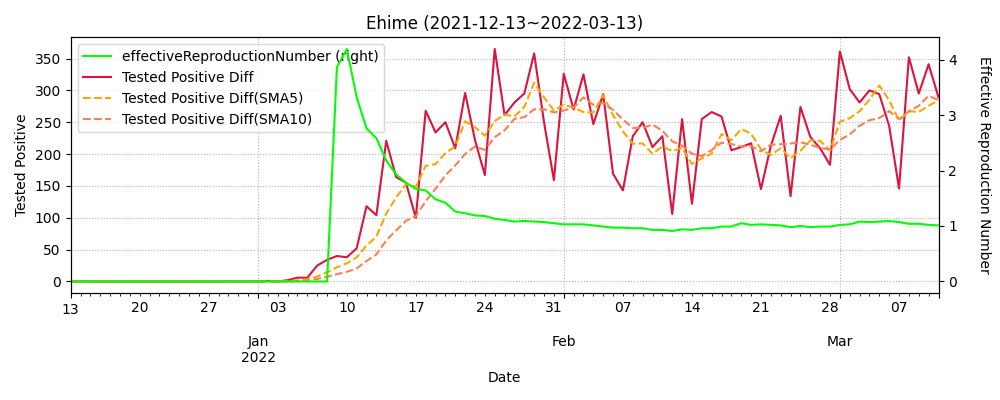 Ehime (2021-12-13~2022-03-13)
effectiveReproductionNumber (right)
Tested Positive Diff
Tested Positive Diff(SMA5)
Tested Positive Diff(SMA10)
Tested Positive
350
300
250
200
150
100
50
0
4
3
2
1
0
Effective Reproduction Number
13 20 27 03 10 17 24 31 07 14 21 28 07
Jan Feb Mar
2022
Date